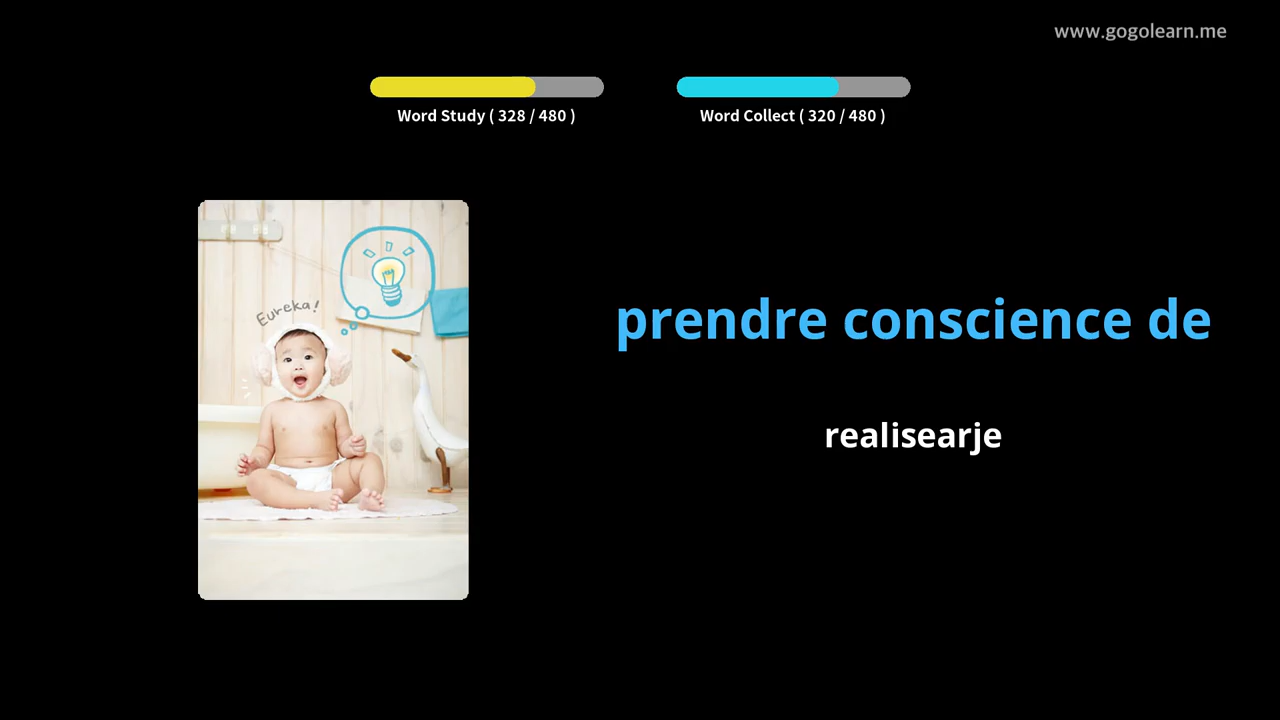 www.gogolearn.me
Word Study ( 328 / 480 )
Word Collect ( 320 / 480 )
Eureka!
prendre conscience de
realisearje